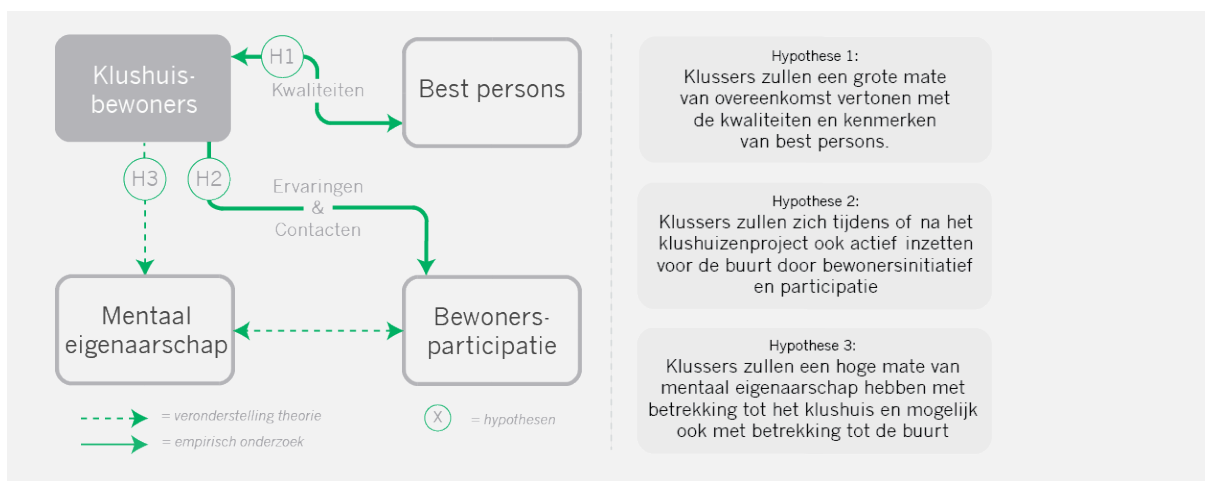 Klushuis-
bewoners
H1
Kwaliteiten
Best persons
H3
H2
Ervaringen
&
Contacten
Mentaal
eigenaarschap
Bewoners-
participatie
= veronderstelling theorie
= empirisch onderzoek
X
= hypothesen
Hypothese 1:
Klussers zullen een grote mate
van overeenkomst vertonen met
de kwaliteiten en kenmerken
van best persons.
Hypothese 2:
Klussers zullen zich tijdens of na het
klushuizenproject ook actief inzetten
voor de buurt door bewonersinitiatief
en participatie
Hypothese 3:
Klussers zullen een hoge mate van
mentaal eigenaarschap hebben met
betrekking tot het klushuis en mogelijk
ook met betrekking tot de buurt